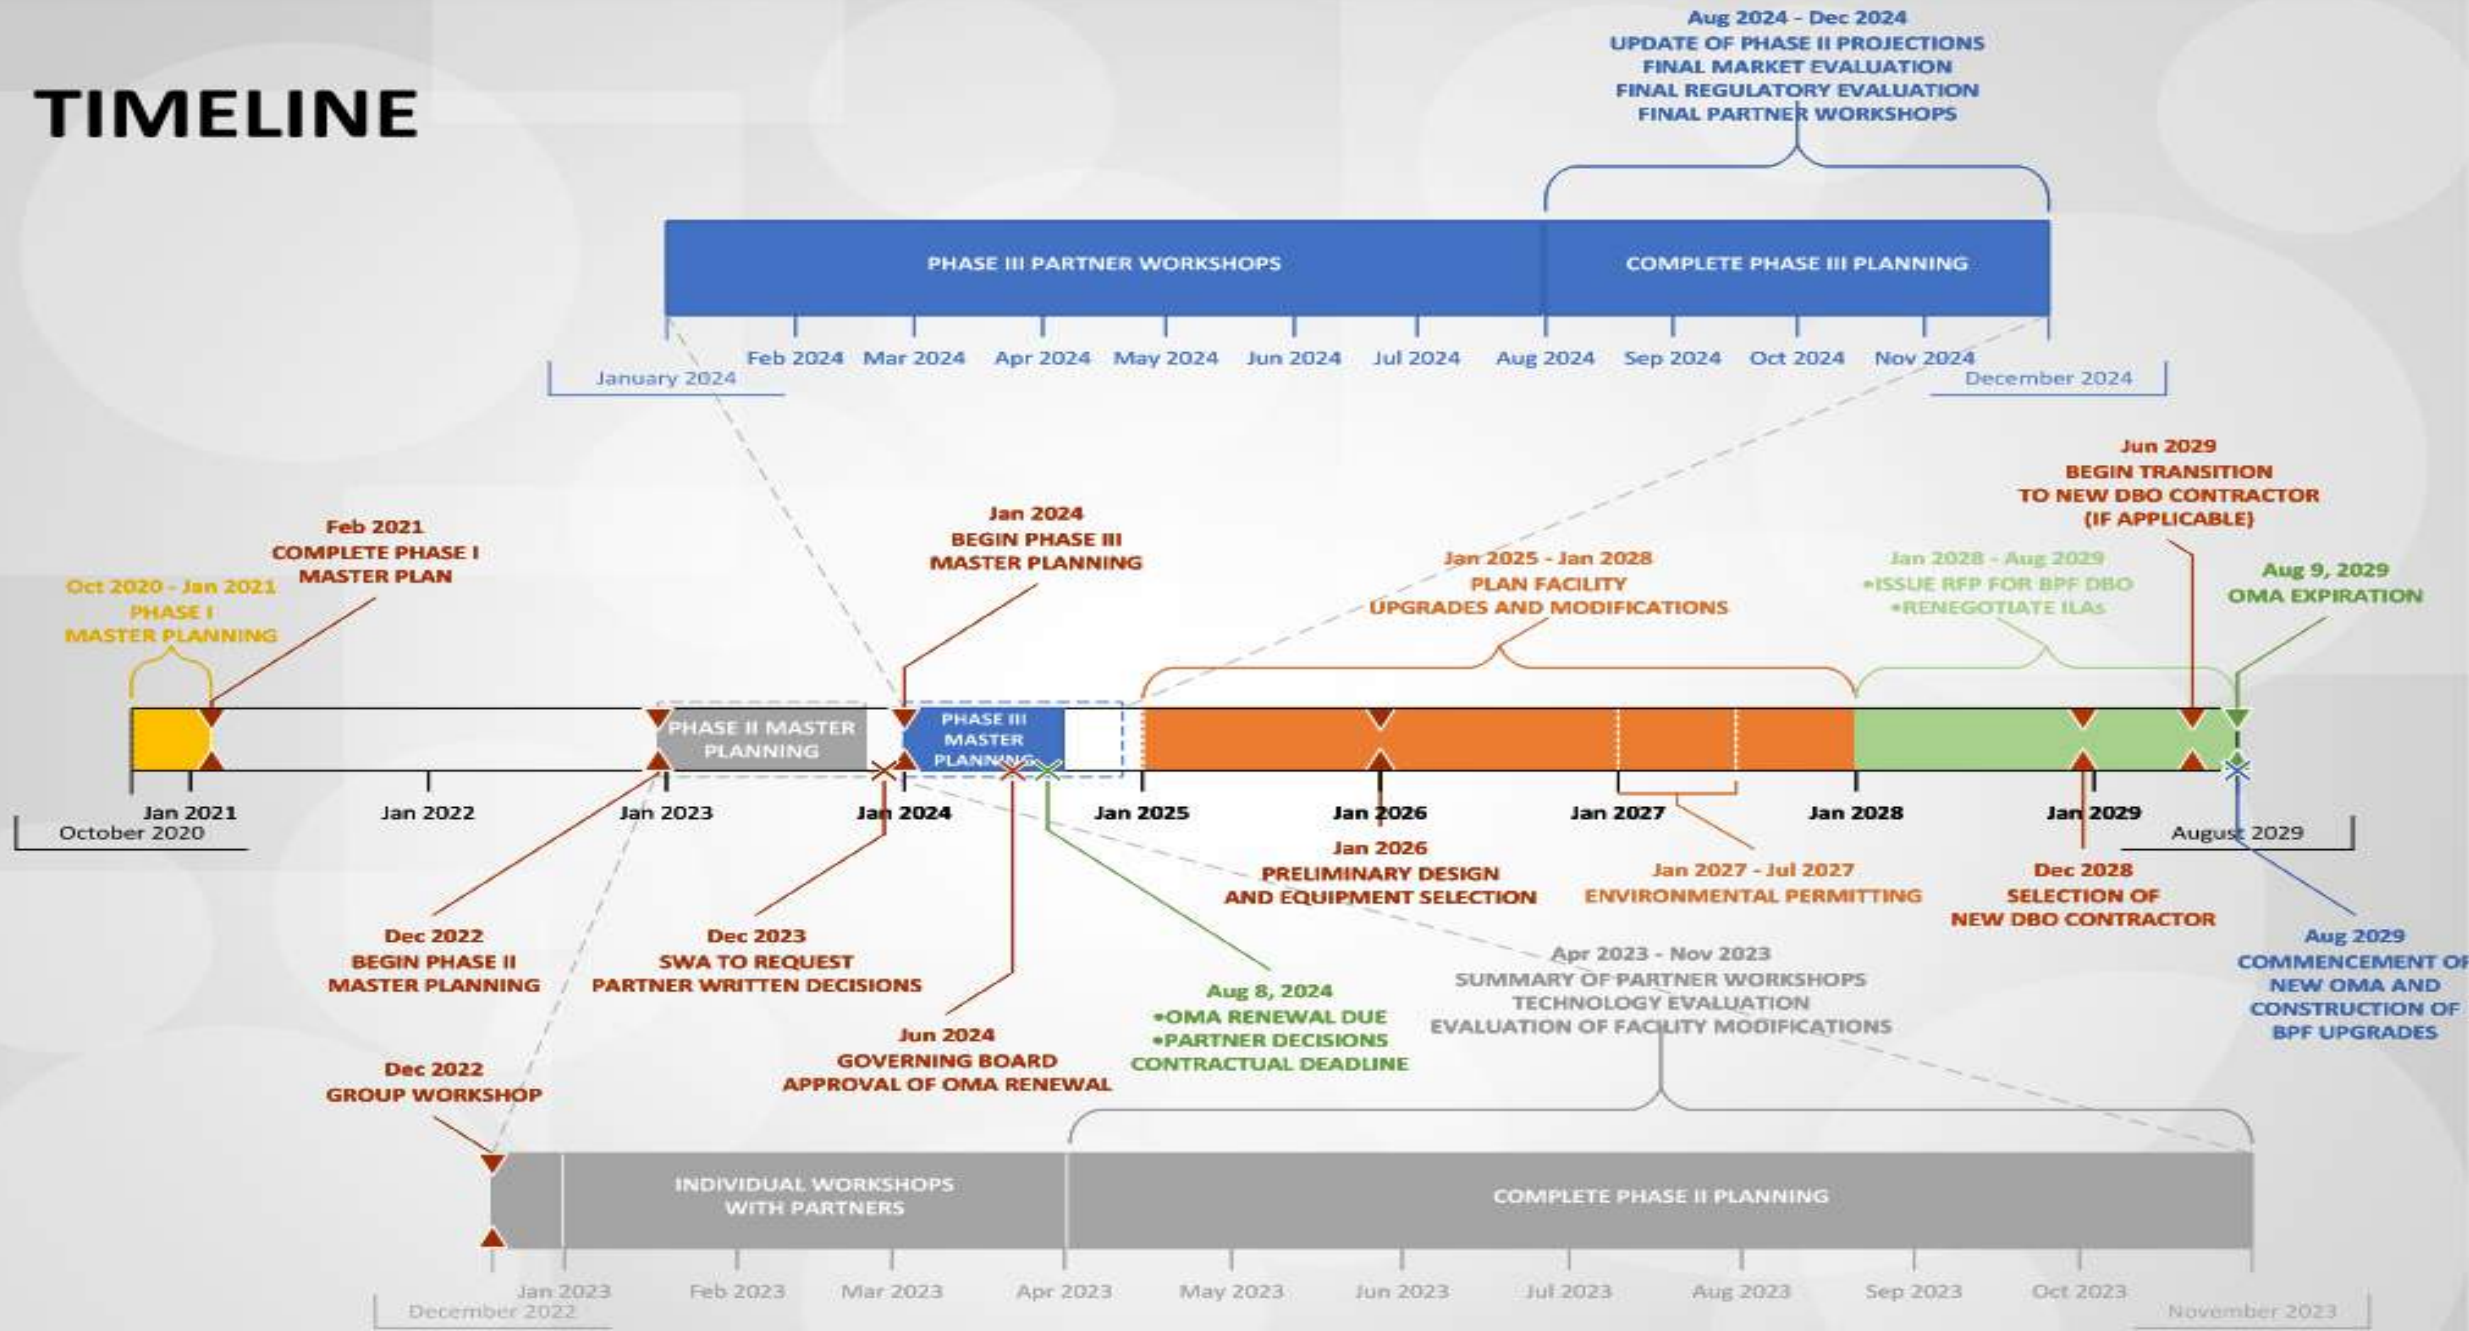 TIMELINE
Aug 2024 - Dec 2024
UPDATE OF PHASE II PROJECTIONS
FINAL MARKET EVALUATION
FINAL REGULATORY EVALUATION
FINAL PARTNER WORKSHOPS
PHASE III PARTNER WORKSHOPS
COMPLETE PHASE III PLANNING
Feb 2024
Mar 2024
Apr 2024
May 2024
Jun 2024
Jul 2024
Aug 2024
Sep 2024
Oct 2024
Nov 2024
January 2024
December 2024
Oct 2020 - Jan 2021
PHASE I
MASTER PLANNING
Feb 2021
COMPLETE PHASE I
MASTER PLAN
Jan 2024
BEGIN PHASE III
MASTER PLANNING
Jan 2025 - Jan 2028
PLAN FACILITY
UPGRADES AND MODIFICATIONS
Jan 2028 - Aug 2029
•ISSUE RFP FOR BPF DBO
•RENEGOTIATE ILAs
Jun 2029
BEGIN TRANSITION
TO NEW DBO CONTRACTOR
(IF APPLICABLE)
Aug 9, 2029
OMA EXPIRATION
PHASE II MASTER
PLANNING
PHASE III
MASTER
PLANNING
Jan 2021
Jan 2022
Jan 2023
Jan 2024
Jan 2025
Jan 2026
Jan 2027
Jan 2028
Jan 2029
October 2020
August 2029
Dec 2022
BEGIN PHASE II
MASTER PLANNING
Dec 2023
SWA TO REQUEST
PARTNER WRITTEN DECISIONS
Jun 2024
GOVERNING BOARD
APPROVAL OF OMA RENEWAL
Aug 8, 2024
•OMA RENEWAL DUE
•PARTNER DECISIONS
CONTRACTUAL DEADLINE
Jan 2026
PRELIMINARY DESIGN
AND EQUIPMENT SELECTION
Jan 2027 - Jul 2027
ENVIRONMENTAL PERMITTING
Dec 2028
SELECTION OF
NEW DBO CONTRACTOR
Aug 2029
COMMENCEMENT OF
NEW OMA AND
CONSTRUCTION OF
BPF UPGRADES
Apr 2023 - Nov 2023
SUMMARY OF PARTNER WORKSHOPS
TECHNOLOGY EVALUATION
EVALUATION OF FACILITY MODIFICATIONS
Dec 2022
GROUP WORKSHOP
INDIVIDUAL WORKSHOPS
WITH PARTNERS
COMPLETE PHASE II PLANNING
Jan 2023
Feb 2023
Mar 2023
Apr 2023
May 2023
Jun 2023
Jul 2023
Aug 2023
Sep 2023
Oct 2023
December 2022
November 2023